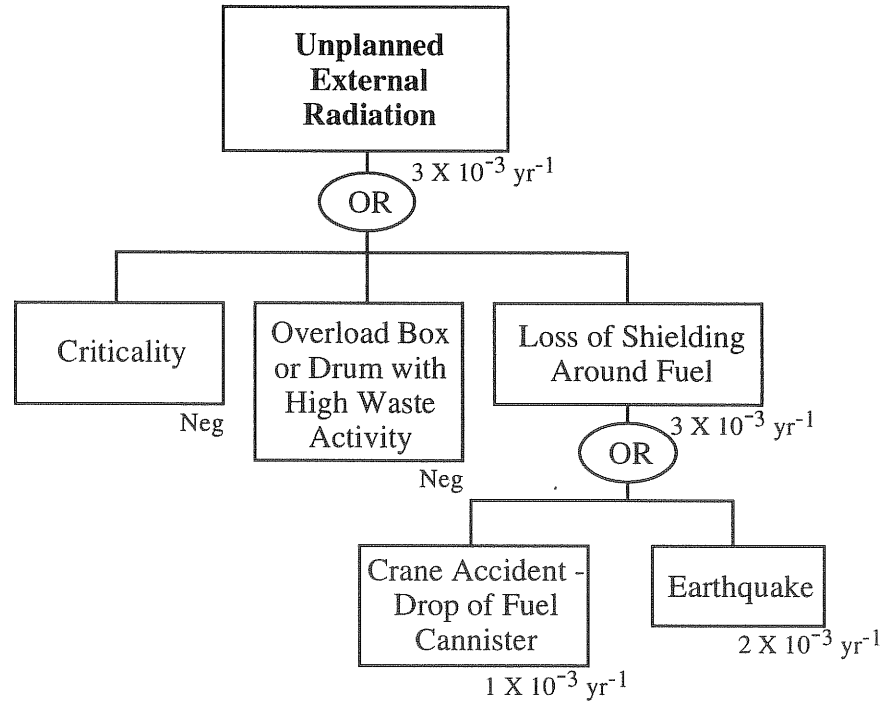 Unplanned
External
Radiation
3 X 10⁻³ yr⁻¹
OR
Criticality
Neg
Overload Box
or Drum with
High Waste
Activity
Neg
Loss of Shielding
Around Fuel
3 X 10⁻³ yr⁻¹
OR
Crane Accident -
Drop of Fuel
Cannister
1 X 10⁻³ yr⁻¹
Earthquake
2 X 10⁻³ yr⁻¹